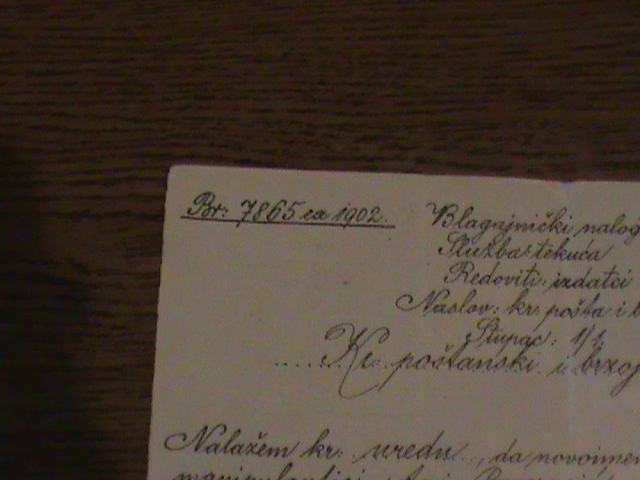 Br: 7865 ex 1902.
Blagajnički nalog
Služba: tekuća
Redoviti: izdatci
Naslov: kr. pošta i
Stupac: 1/1
..... Kr. poštanski i brzoj
Nalažem kr: uredu, da novoimen